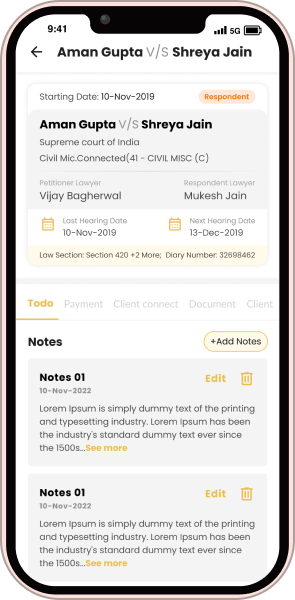 9:41 5G
Aman Gupta V/S Shreya Jain
Starting Date: 10-Nov-2019 Respondent
Aman Gupta V/S Shreya Jain
Supreme court of India
Civil Mic.Connected(41 - CIVIL MISC (C)
Petitioner Lawyer Respondent Lawyer
Vijay Bagherwal Mukesh Jain
Last Hearing Date Next Hearing Date
10-Nov-2019 13-Dec-2019
Law Section: Section 420 +2 More; Diary Number: 32698462
Todo Payment Client connect Document Client
Notes +Add Notes
Notes 01 Edit
10-Nov-2022
Lorem Ipsum is simply dummy text of the printing
and typesetting industry. Lorem Ipsum has been
the industry's standard dummy text ever since
the 1500s...See more
Notes 01 Edit
10-Nov-2022
Lorem Ipsum is simply dummy text of the printing
and typesetting industry. Lorem Ipsum has been
the industry's standard dummy text ever since
the 1500s...See more